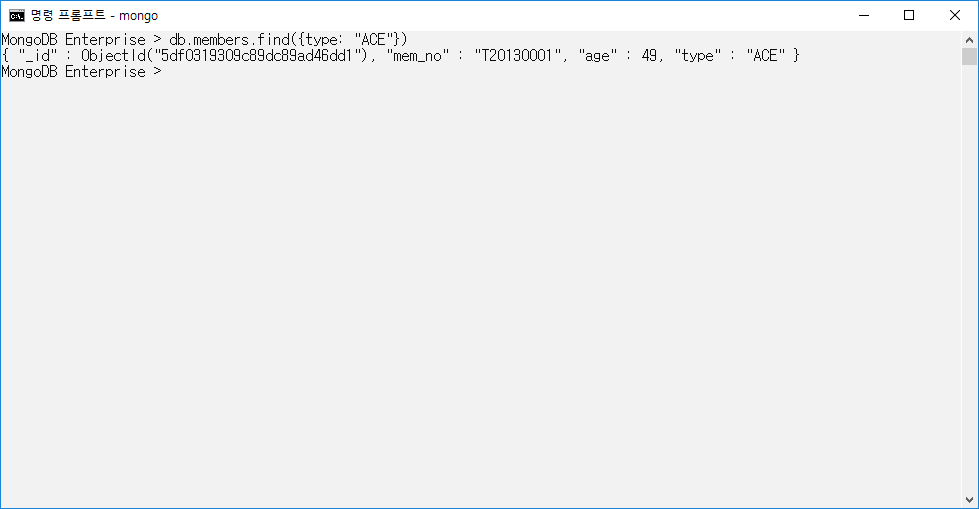 명령 프롬프트 - mongo
MongoDB Enterprise > db.members.find({type: "ACE"})
{ "_id" : ObjectId("5df0319309c89dc89ad46dd1"), "mem_no" : "T20130001", "age" : 49, "type" : "ACE" }
MongoDB Enterprise >